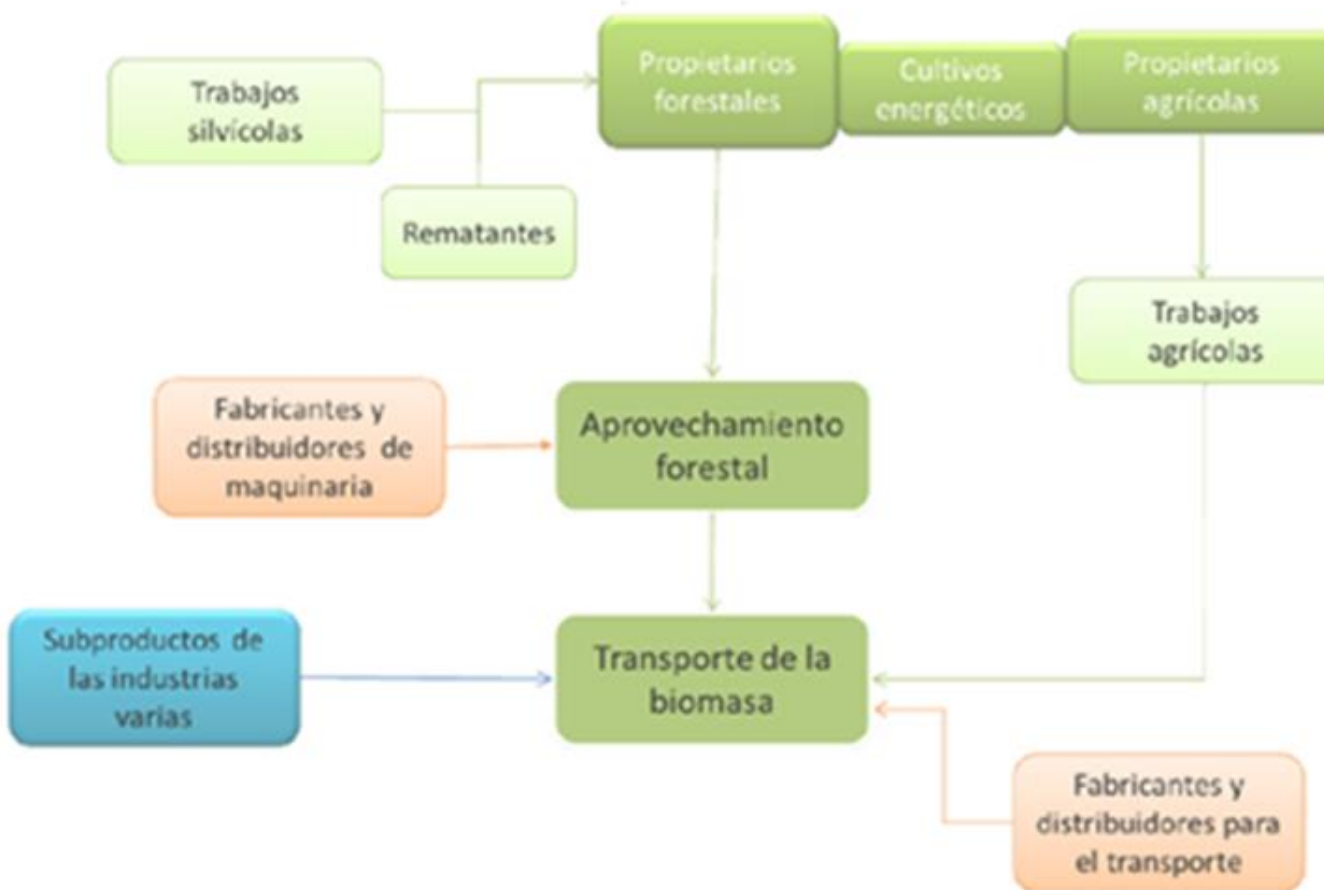 Propietarios
forestales
Cultivos
energéticos
Propietarios
agrícolas
Trabajos
silvícolas
Rematantes
Trabajos
agrícolas
Fabricantes y
distribuidores de
maquinaria
Aprovechamiento
forestal
Subproductos de
las industrias
varias
Transporte de la
biomasa
Fabricantes y
distribuidores para
el transporte